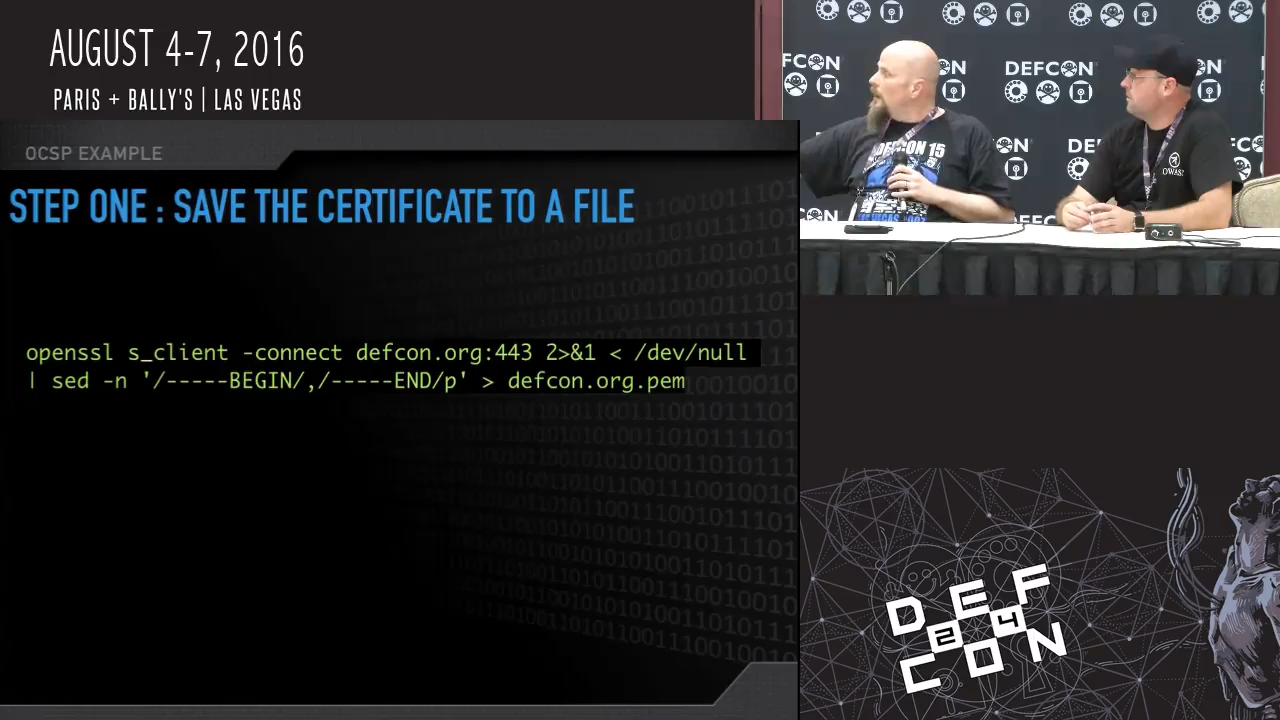 AUGUST 4-7, 2016
PARIS + BALLY'S | LAS VEGAS
OCSP EXAMPLE
STEP ONE : SAVE THE CERTIFICATE TO A FILE
openssl s_client -connect defcon.org:443 2>&1 < /dev/null
| sed -n '/-----BEGIN/,/-----END/p' > defcon.org.pem
DEFCON
DEFCON 15
OWASP
DEF
24
CON